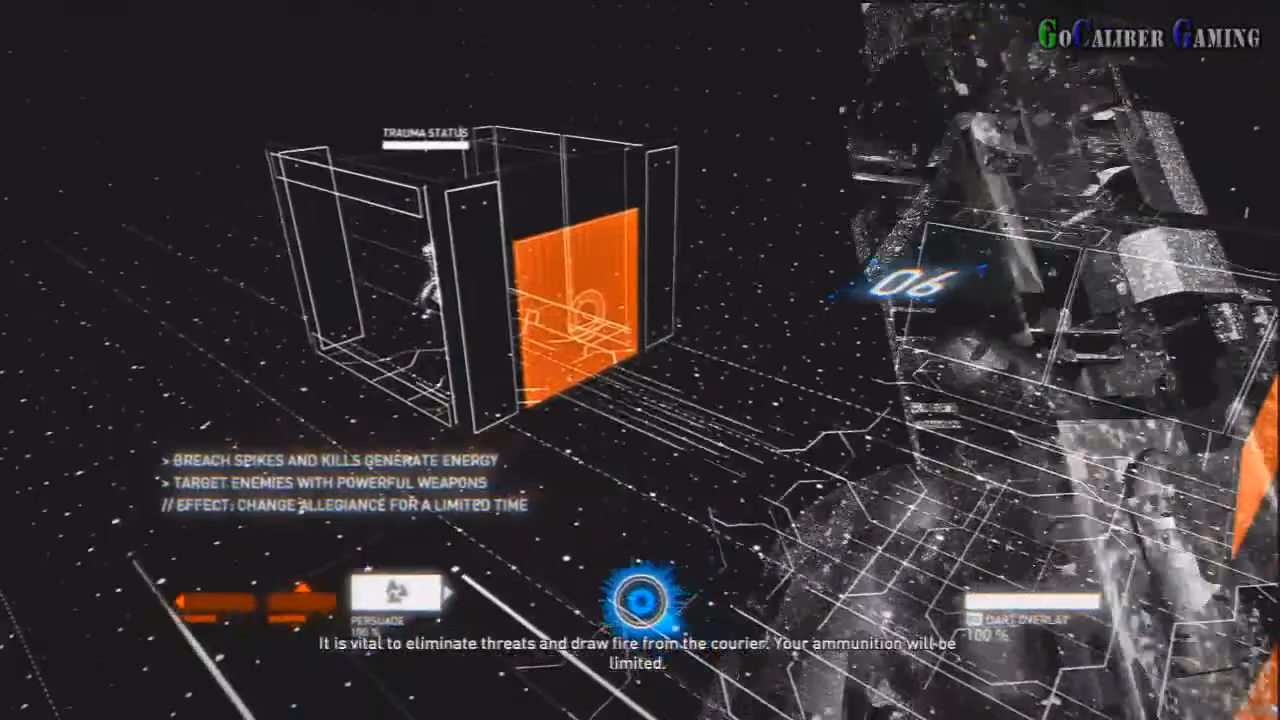 GoCaliber Gaming
TRAUMA STATUS
06
> BREACH SPIKES AND KILLS GENERATE ENERGY
> TARGET ENEMIES WITH POWERFUL WEAPONS
// EFFECT: CHANGE ALLEGIANCE FOR A LIMITED TIME
PERSUADE
100 %
DART OVERLAY
100 %
It is vital to eliminate threats and draw fire from the courier. Your ammunition will be
limited.